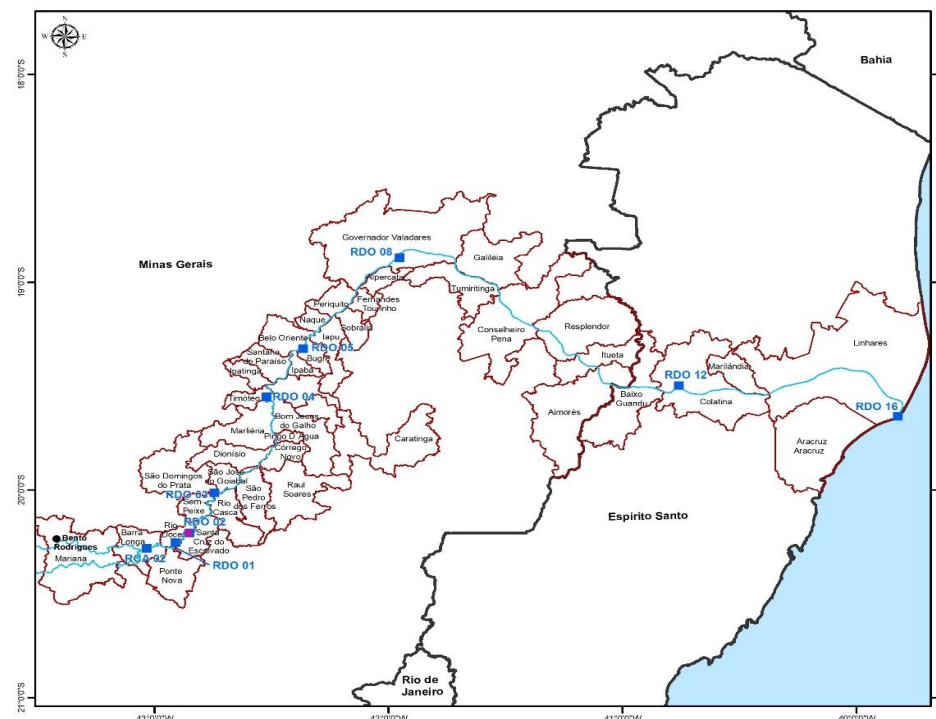 N
W E
S
18°0'0"S
19°0'0"S
20°0'0"S
21°0'0"S
Bahia
Minas Gerais
Governador Valadares
RDO 08
Galiléia
Alpercata
Tumiritinga
Periquito
Fernandes
Tourinho
Naque
Sobrália
Belo Oriente
Iapu
RDO 05
Bugre
Santana
do Paraíso
Ipatinga
Ipaba
Conselheiro
Pena
Resplendor
Itueta
Linhares
Marilândia
RDO 12
Baixo
Guandu
Colatina
RDO 16
Timóteo
RDO 04
Aimorés
Bom Jesus
do Galho
Marliéria
Pingo D'Água
Córrego
Novo
Caratinga
Aracruz
Aracruz
Dionísio
São Domingos
do Prata
São José
do Goiabal
RDO 03
São
Pedro
dos Ferros
Raul
Soares
Sem
Peixe
Rio
Casca
Espírito Santo
RDO 02
Bento
Rodrigues
Mariana
Barra
Longa
Rio
Doce
Santa
Cruz do
Escalvado
RCA 02
RDO 01
Ponte
Nova
Rio de
Janeiro